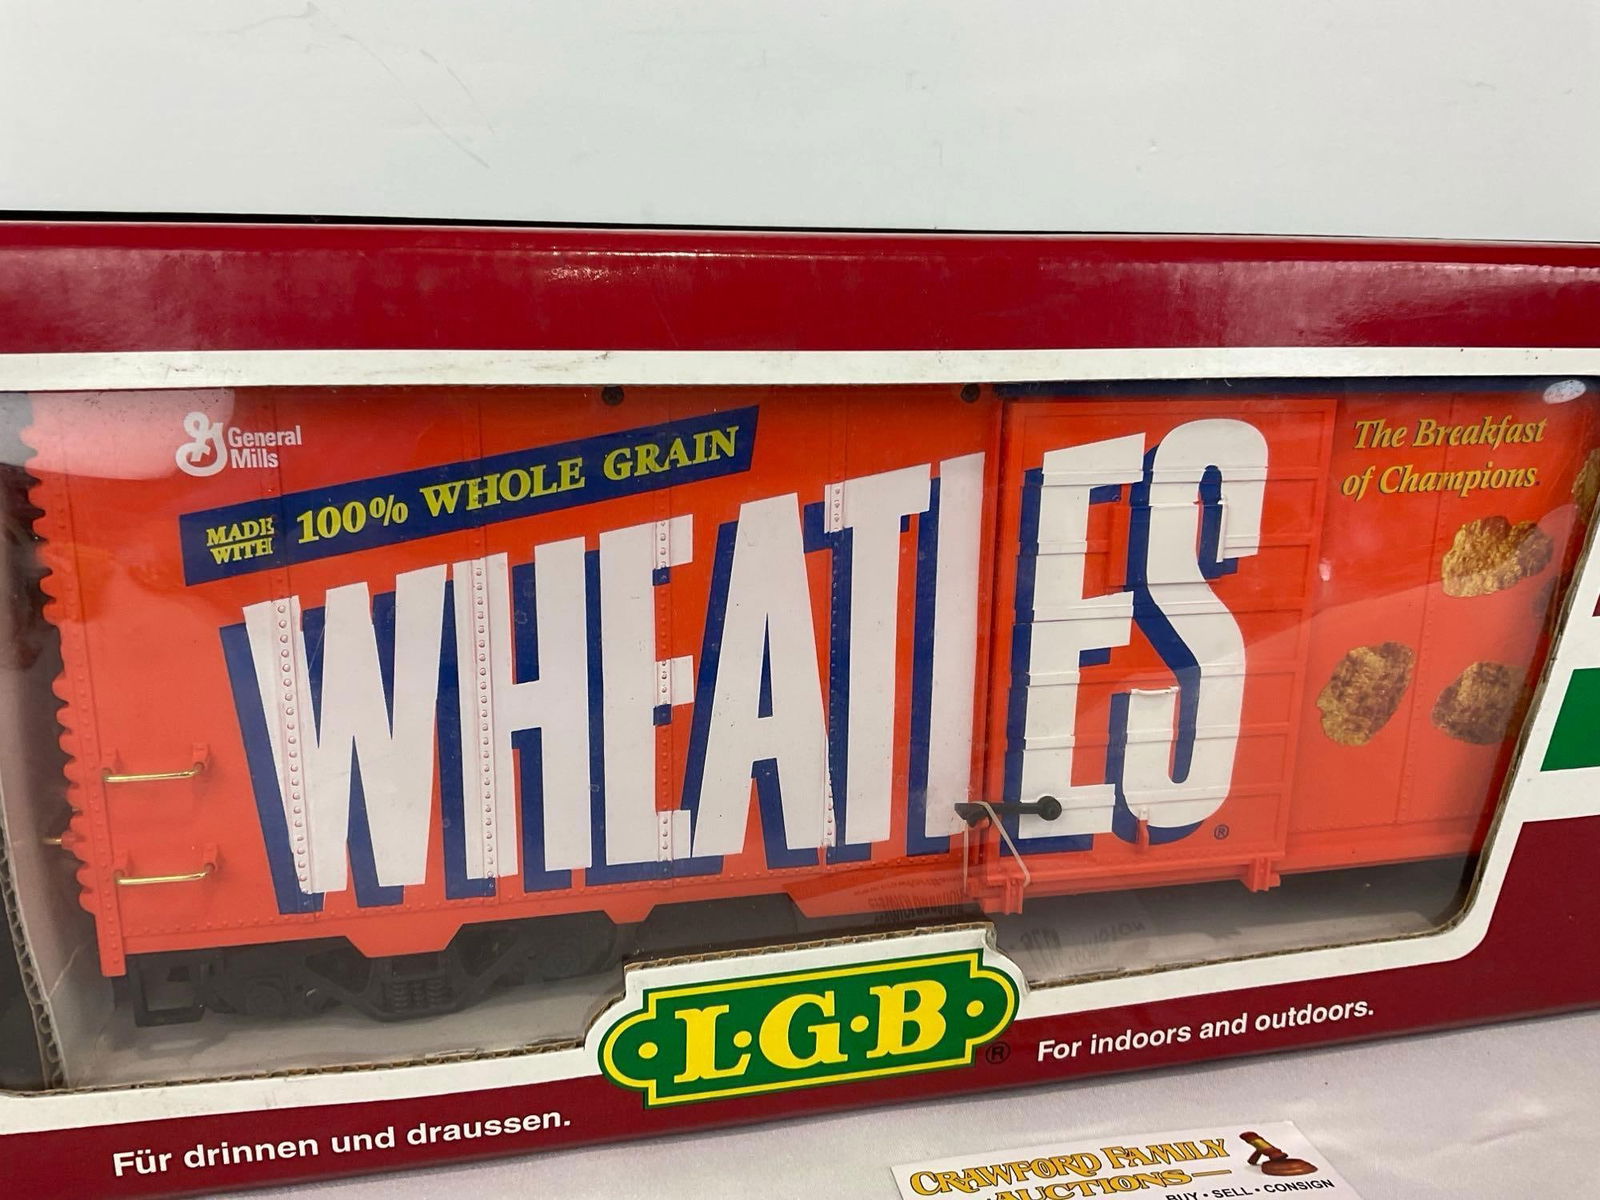 General
Mills
MADE
WITH
100% WHOLE GRAIN
WHEATIES
®
The Breakfast
of Champions.
L·G·B
®
For indoors and outdoors.
Für drinnen und draussen.
CRAWFORD FAMILY
AUCTIONS
BUY • SELL • CONSIGN